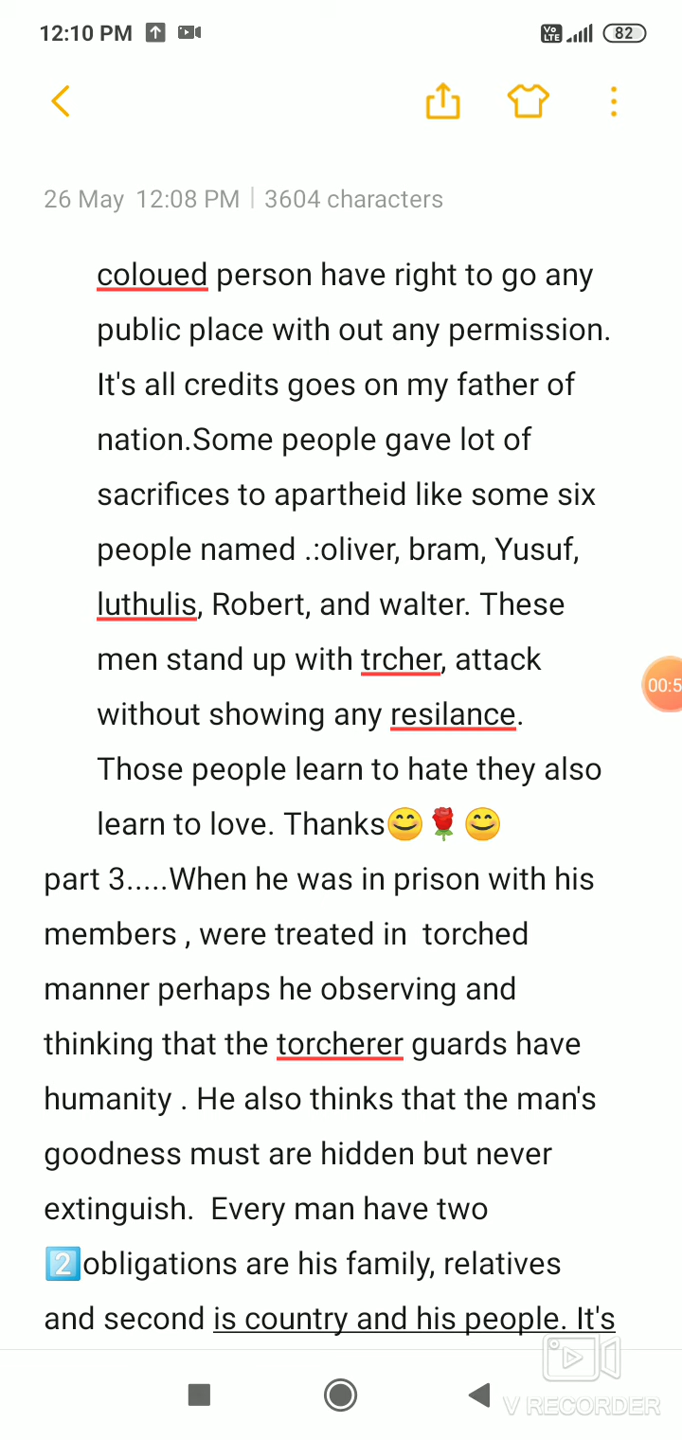 12:10 PM VoLTE 82
26 May 12:08 PM | 3604 characters
coloued person have right to go any
public place with out any permission.
It's all credits goes on my father of
nation.Some people gave lot of
sacrifices to apartheid like some six
people named .:oliver, bram, Yusuf,
luthulis, Robert, and walter. These
men stand up with trcher, attack
without showing any resilance.
Those people learn to hate they also
learn to love. Thanks😊🌹😊
part 3.....When he was in prison with his
members , were treated in  torched
manner perhaps he observing and
thinking that the torcherer guards have
humanity . He also thinks that the man's
goodness must are hidden but never
extinguish.  Every man have two
2️⃣obligations are his family, relatives
and second is country and his people. It's
00:5
V RECORDER